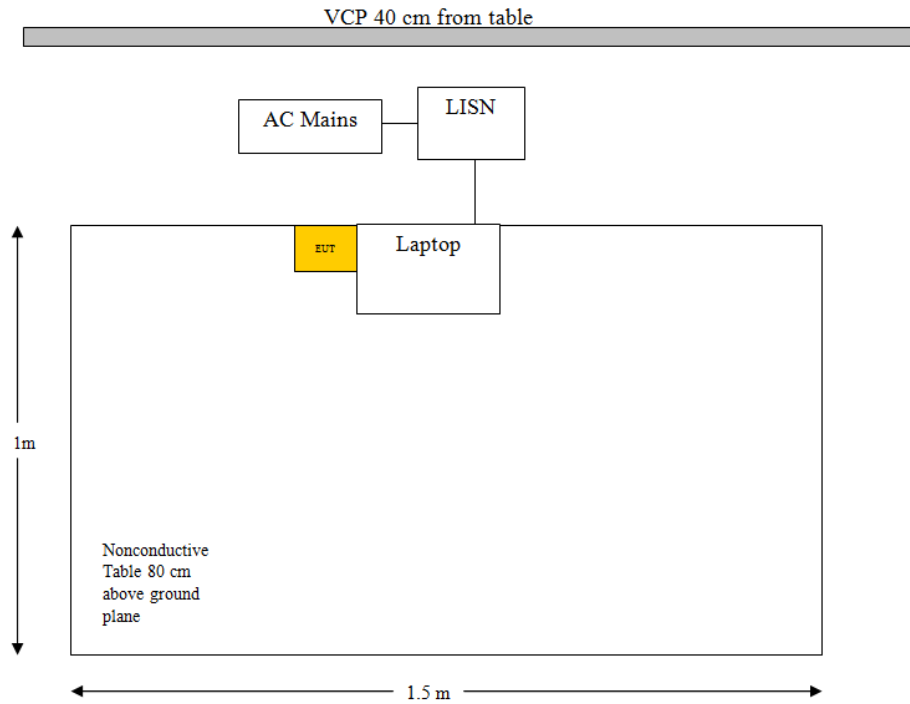 VCP 40 cm from table
LISN
AC Mains
EUT
Laptop
1m
Nonconductive
Table 80 cm
above ground
plane
1.5 m